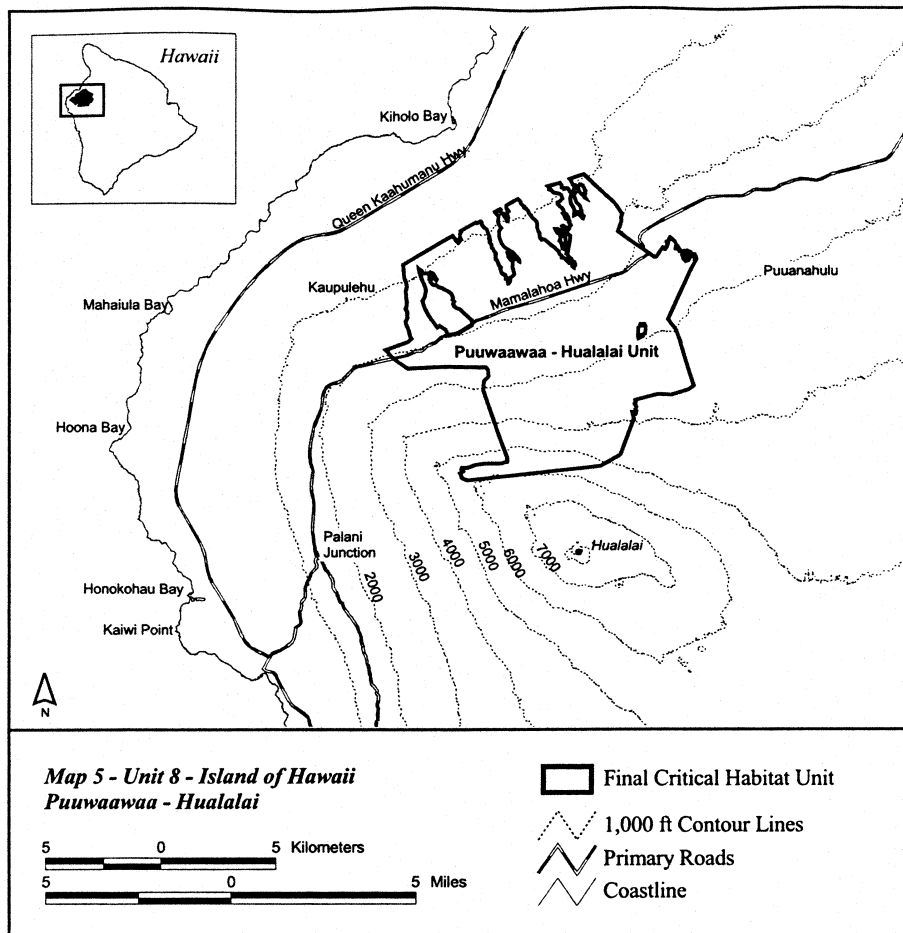 Hawaii
Kiholo Bay
Queen Kaahumanu Hwy
Kaupulehu
Mamalahoa Hwy
Puuanahulu
Mahaiula Bay
Puuwaawaa - Hualalai Unit
Hoona Bay
Palani
Junction
2000
3000
4000
5000
6000
7000
Hualalai
Honokohau Bay
Kaiwi Point
N
Map 5 - Unit 8 - Island of Hawaii
Puuwaawaa - Hualalai
5 0 5 Kilometers
5 0 5 Miles
Final Critical Habitat Unit
1,000 ft Contour Lines
Primary Roads
Coastline